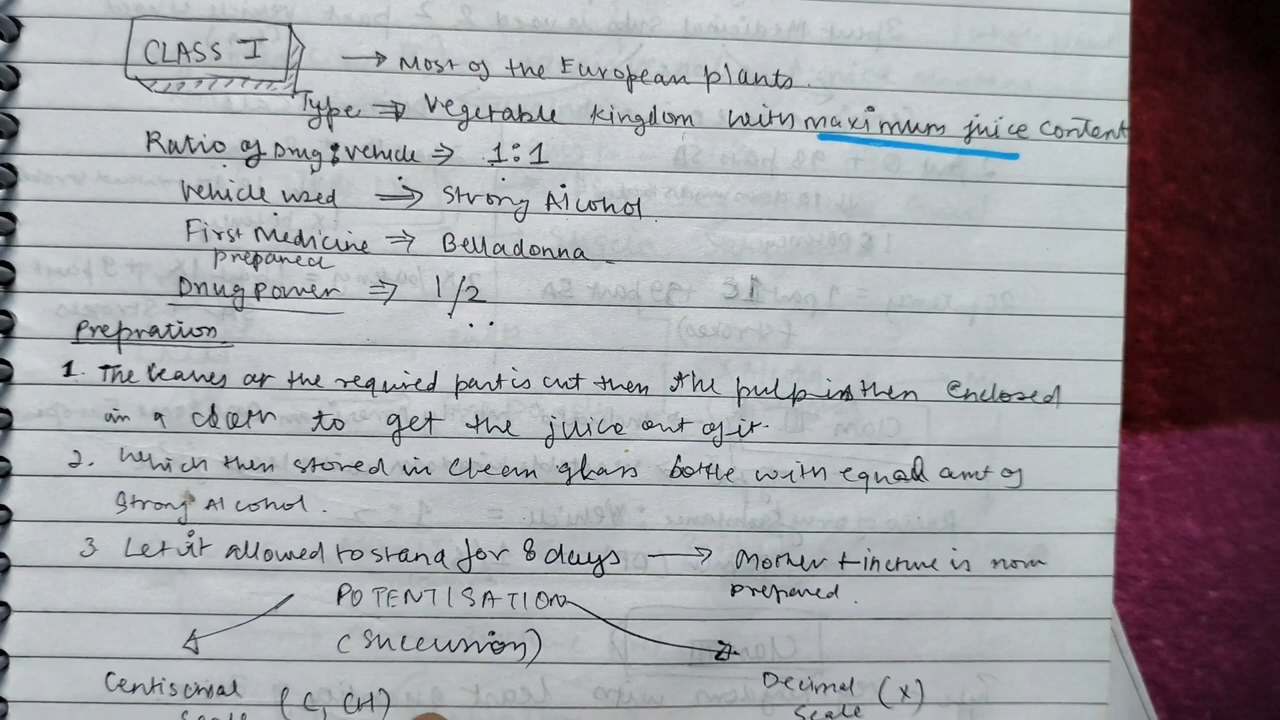 CLASS I → Most of the European plants.
Type ⇒ Vegetable kingdom with maximum juice content
Ratio of Drug : vehicle ⇒ 1:1
Vehicle used → Strong Alcohol.
First Medicine ⇒ Belladonna
prepared
Drug power ⇒ 1/2
Prepration
1. The leaves or the required part is cut then the pulp is then enclosed
in a cloth to get the juice out of it.
2. Which then stored in clean glass bottle with equal amt of
Strong Alcohol.
3 Let it allowed to stand for 8 days → Mother tincture is now
prepared.
POTENTISATION
(Succussion)
Centiscimal (C, CH) Decimal (X)
Scale Scale